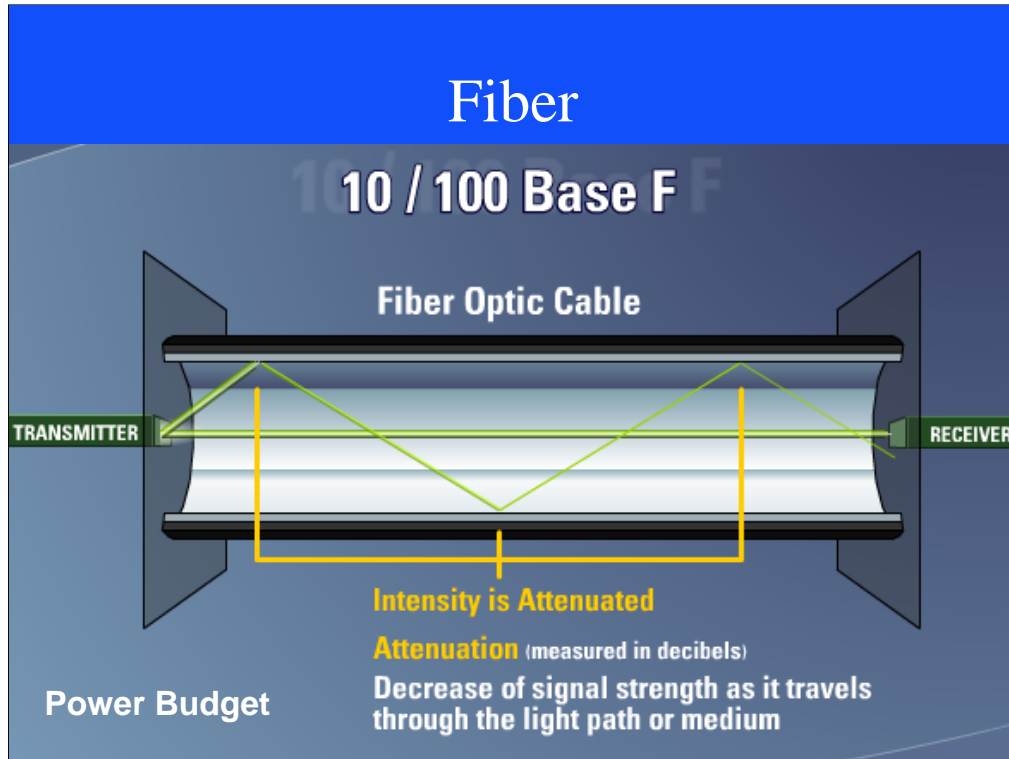 Fiber
10 / 100 Base F
Fiber Optic Cable
TRANSMITTER
RECEIVER
Intensity is Attenuated
Attenuation (measured in decibels)
Decrease of signal strength as it travels
through the light path or medium
Power Budget